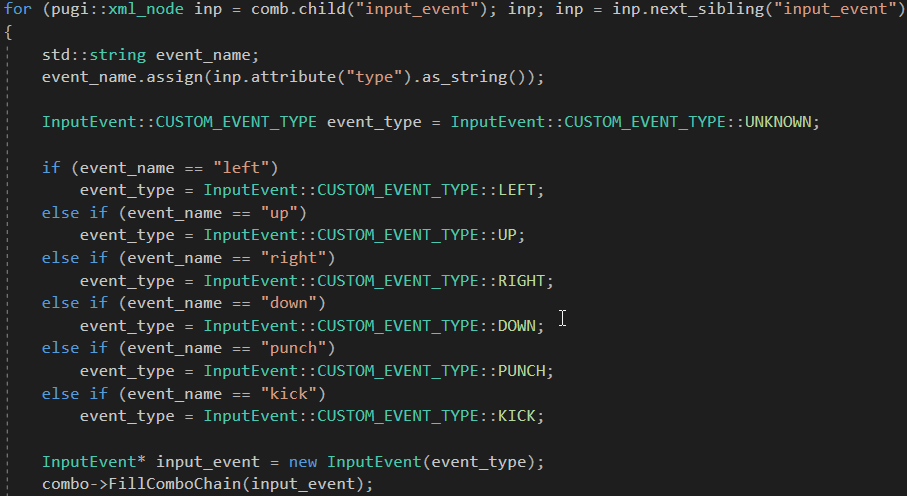 for (pugi::xml_node inp = comb.child("input_event"); inp; inp = inp.next_sibling("input_event")
{
std::string event_name;
event_name.assign(inp.attribute("type").as_string());
InputEvent::CUSTOM_EVENT_TYPE event_type = InputEvent::CUSTOM_EVENT_TYPE::UNKNOWN;
if (event_name == "left")
event_type = InputEvent::CUSTOM_EVENT_TYPE::LEFT;
else if (event_name == "up")
event_type = InputEvent::CUSTOM_EVENT_TYPE::UP;
else if (event_name == "right")
event_type = InputEvent::CUSTOM_EVENT_TYPE::RIGHT;
else if (event_name == "down")
event_type = InputEvent::CUSTOM_EVENT_TYPE::DOWN;
else if (event_name == "punch")
event_type = InputEvent::CUSTOM_EVENT_TYPE::PUNCH;
else if (event_name == "kick")
event_type = InputEvent::CUSTOM_EVENT_TYPE::KICK;
InputEvent* input_event = new InputEvent(event_type);
combo->FillComboChain(input_event);